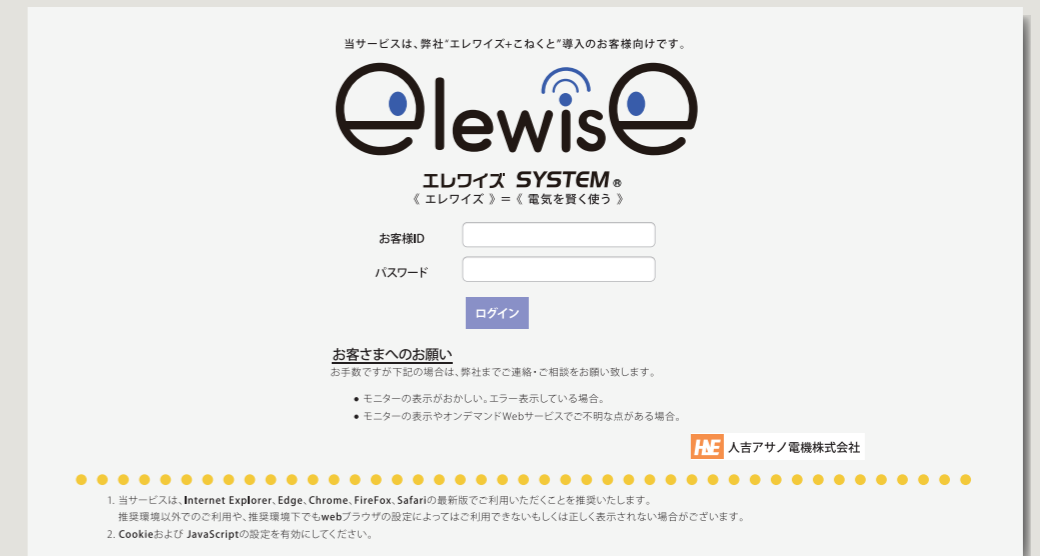 当サービスは、弊社“エレワイズ+こねくと”導入のお客様向けです。
elewise
エレワイズ SYSTEM ®
《 エレワイズ 》＝《 電気を賢く使う 》
お客様ID
パスワード
ログイン
お客さまへのお願い
お手数ですが下記の場合は、弊社までご連絡・ご相談をお願い致します。
● モニターの表示がおかしい。エラー表示している場合。
● モニターの表示やオンデマンドWebサービスでご不明な点がある場合。
HNE 人吉アサノ電機株式会社
1. 当サービスは、Internet Explorer、Edge、Chrome、FireFox、Safariの最新版でご利用いただくことを推奨いたします。
推奨環境以外でのご利用や、推奨環境下でもwebブラウザの設定によってはご利用できないもしくは正しく表示されない場合がございます。
2. Cookieおよび JavaScriptの設定を有効にしてください。